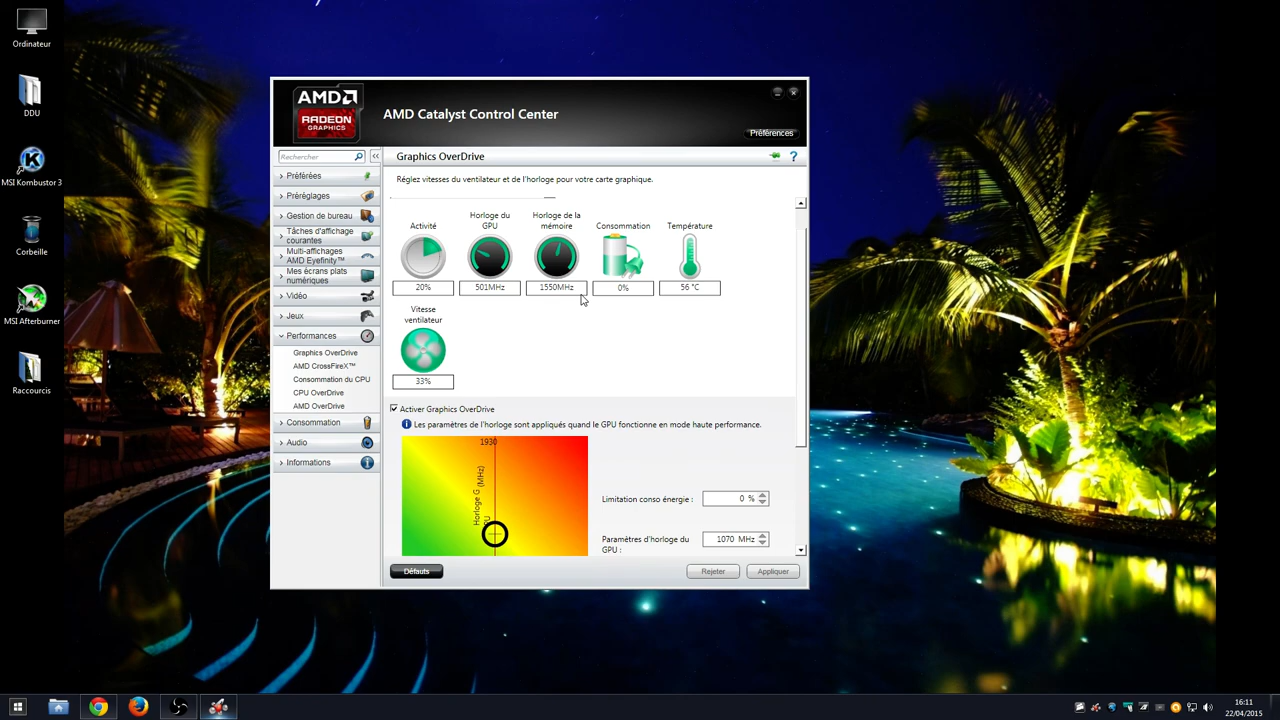 Ordinateur
DDU
MSI Kombustor 3
Corbeille
MSI Afterburner
Raccourcis
AMD
RADEON
GRAPHICS
AMD Catalyst Control Center
Préférences
Rechercher
Préférées
Préréglages
Gestion de bureau
Tâches d'affichage
courantes
Multi-affichages
AMD Eyefinity™
Mes écrans plats
numériques
Vidéo
Jeux
Performances
Graphics OverDrive
AMD CrossFireX™
Consommation du CPU
CPU OverDrive
AMD OverDrive
Consommation
Audio
Informations
Graphics OverDrive
Réglez vitesses du ventilateur et de l'horloge pour votre carte graphique.
Activité
20%
Horloge du
GPU
501MHz
Horloge de la
mémoire
1550MHz
Consommation
0%
Température
56 °C
Vitesse
ventilateur
33%
Activer Graphics OverDrive
Les paramètres de l'horloge sont appliqués quand le GPU fonctionne en mode haute performance.
1930
Horloge G
PU
(MHz)
Limitation conso énergie :
0 %
Paramètres d'horloge du
GPU :
1070 MHz
Défauts
Rejeter
Appliquer
16:11
22/04/2015